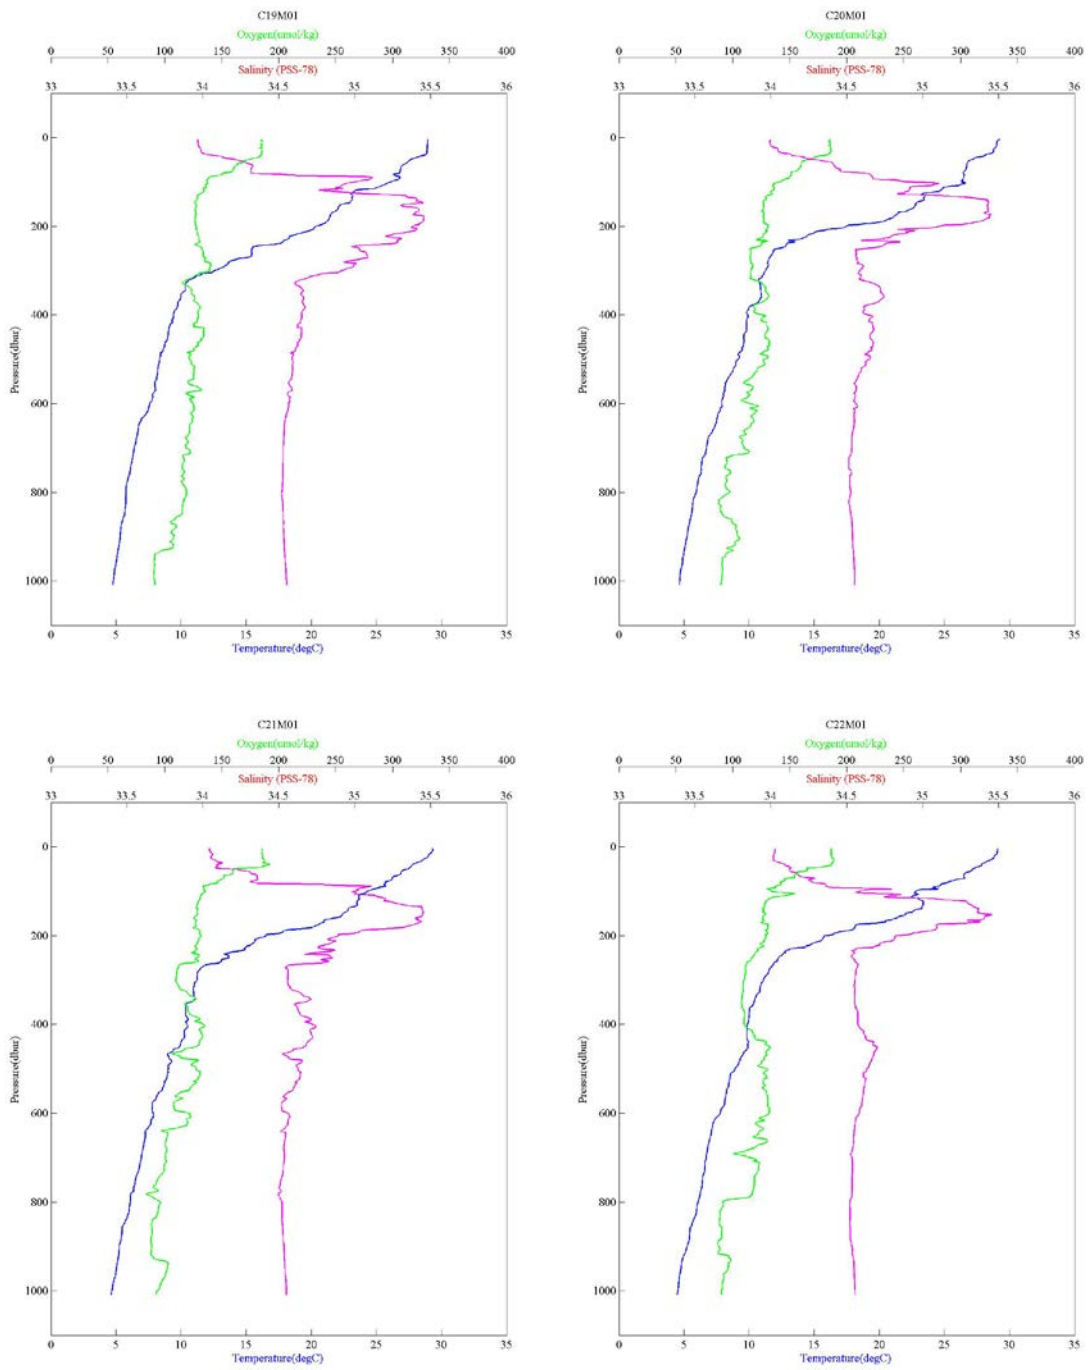 C19M01
Oxygen(umol/kg)
0 50 100 150 200 250 300 350 400
Salinity (PSS-78)
33 33.5 34 34.5 35 35.5 36
0
200
400
600
800
1000
Pressure(dbar)
0 5 10 15 20 25 30 35
Temperature(degC)
C20M01
Oxygen(umol/kg)
0 50 100 150 200 250 300 350 400
Salinity (PSS-78)
33 33.5 34 34.5 35 35.5 36
0
200
400
600
800
1000
Pressure(dbar)
0 5 10 15 20 25 30 35
Temperature(degC)
C21M01
Oxygen(umol/kg)
0 50 100 150 200 250 300 350 400
Salinity (PSS-78)
33 33.5 34 34.5 35 35.5 36
0
200
400
600
800
1000
Pressure(dbar)
0 5 10 15 20 25 30 35
Temperature(degC)
C22M01
Oxygen(umol/kg)
0 50 100 150 200 250 300 350 400
Salinity (PSS-78)
33 33.5 34 34.5 35 35.5 36
0
200
400
600
800
1000
Pressure(dbar)
0 5 10 15 20 25 30 35
Temperature(degC)